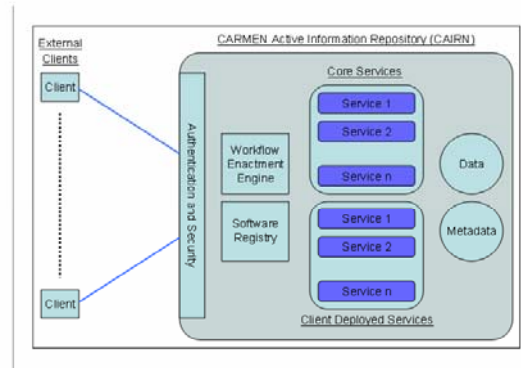 CARMEN Active Information Repository (CAIRN)
External
Clients
Client
Client
Authentication and Security
Workflow
Enactment
Engine
Software
Registry
Core Services
Service 1
Service 2
Service n
Service 1
Service 2
Service n
Client Deployed Services
Data
Metadata